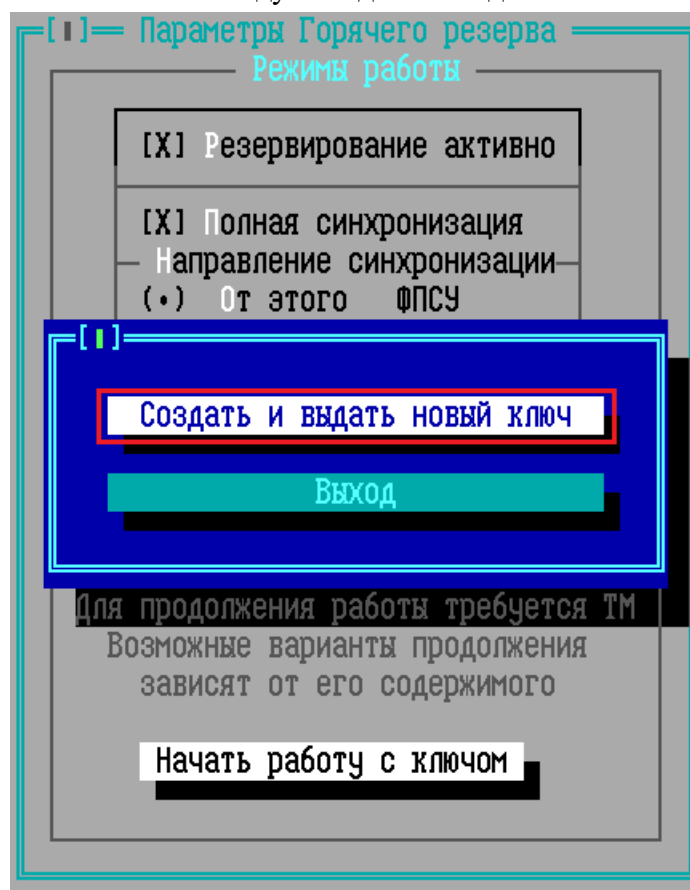 [▮] Параметры Горячего резерва
Режимы работы
[X] Резервирование активно
[X] Полная синхронизация
Направление синхронизации
(•) От этого ФПСУ
[▮]
Создать и выдать новый ключ
Выход
Для продолжения работы требуется ТМ
Возможные варианты продолжения
зависят от его содержимого
Начать работу с ключом